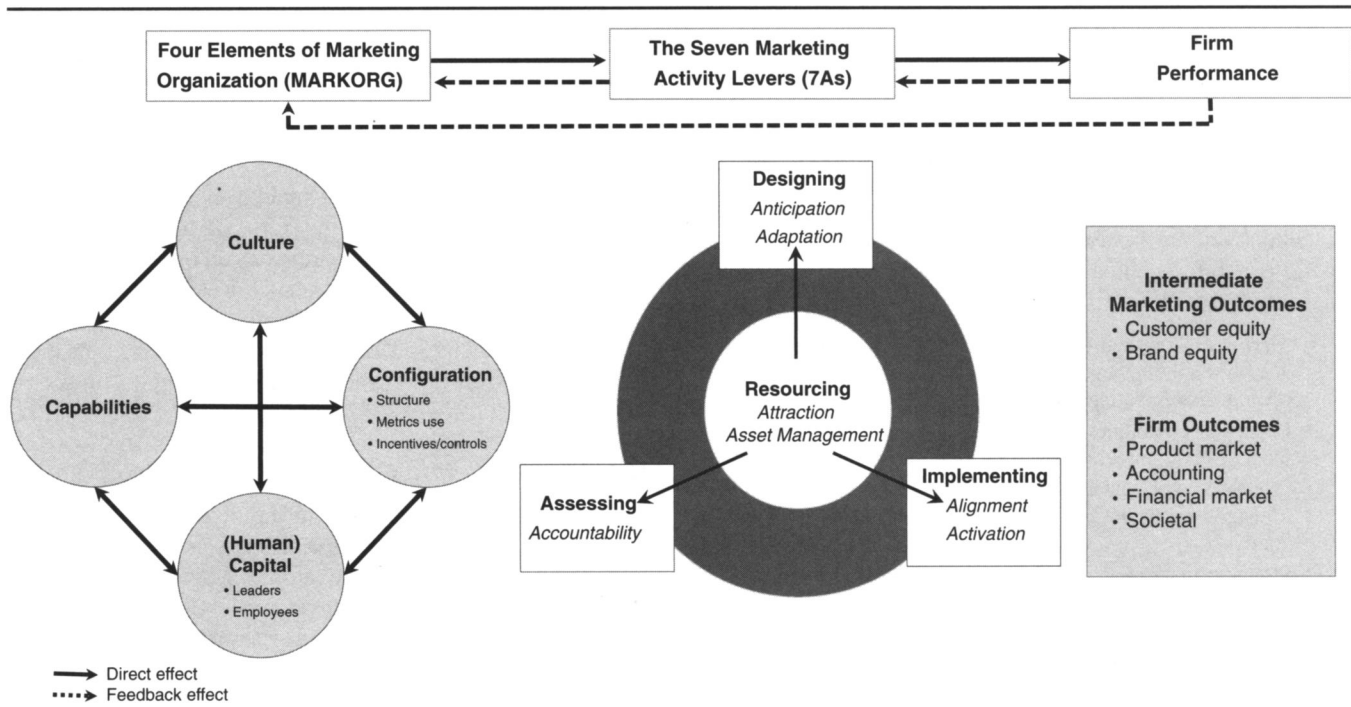 Four Elements of Marketing
Organization (MARKORG)
The Seven Marketing
Activity Levers (7As)
Firm
Performance
Culture
Capabilities
Configuration
• Structure
• Metrics use
• Incentives/controls
(Human)
Capital
• Leaders
• Employees
Designing
Anticipation
Adaptation
Resourcing
Attraction
Asset Management
Assessing
Accountability
Implementing
Alignment
Activation
Intermediate
Marketing Outcomes
• Customer equity
• Brand equity
Firm Outcomes
• Product market
• Accounting
• Financial market
• Societal
Direct effect
Feedback effect